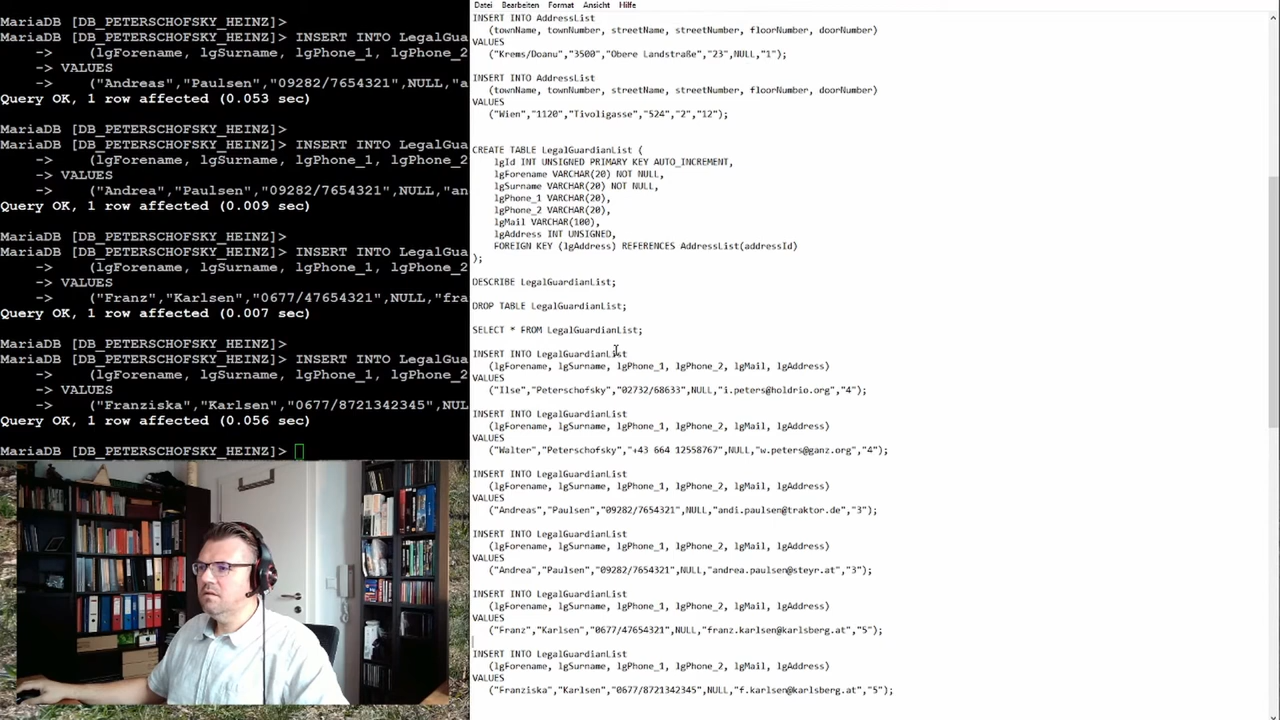 MariaDB [DB_PETERSCHOFSKY_HEINZ]>
MariaDB [DB_PETERSCHOFSKY_HEINZ]> INSERT INTO LegalGua
-> (lgForename, lgSurname, lgPhone_1, lgPhone_2
-> VALUES
-> ("Andreas","Paulsen","09282/7654321",NULL,"a
Query OK, 1 row affected (0.053 sec)
MariaDB [DB_PETERSCHOFSKY_HEINZ]>
MariaDB [DB_PETERSCHOFSKY_HEINZ]> INSERT INTO LegalGua
-> (lgForename, lgSurname, lgPhone_1, lgPhone_2
-> VALUES
-> ("Andrea","Paulsen","09282/7654321",NULL,"an
Query OK, 1 row affected (0.009 sec)
MariaDB [DB_PETERSCHOFSKY_HEINZ]>
MariaDB [DB_PETERSCHOFSKY_HEINZ]> INSERT INTO LegalGua
-> (lgForename, lgSurname, lgPhone_1, lgPhone_2
-> VALUES
-> ("Franz","Karlsen","0677/47654321",NULL,"fra
Query OK, 1 row affected (0.007 sec)
MariaDB [DB_PETERSCHOFSKY_HEINZ]>
MariaDB [DB_PETERSCHOFSKY_HEINZ]> INSERT INTO LegalGua
-> (lgForename, lgSurname, lgPhone_1, lgPhone_2
-> VALUES
-> ("Franziska","Karlsen","0677/8721342345",NUL
Query OK, 1 row affected (0.056 sec)
MariaDB [DB_PETERSCHOFSKY_HEINZ]>
Datei Bearbeiten Format Ansicht Hilfe
INSERT INTO AddressList
(townName, townNumber, streetName, streetNumber, floorNumber, doorNumber)
VALUES
("Krems/Doanu","3500","Obere Landstraße","23",NULL,"1");
INSERT INTO AddressList
(townName, townNumber, streetName, streetNumber, floorNumber, doorNumber)
VALUES
("Wien","1120","Tivoligasse","524","2","12");
CREATE TABLE LegalGuardianList (
lgId INT UNSIGNED PRIMARY KEY AUTO_INCREMENT,
lgForename VARCHAR(20) NOT NULL,
lgSurname VARCHAR(20) NOT NULL,
lgPhone_1 VARCHAR(20),
lgPhone_2 VARCHAR(20),
lgMail VARCHAR(100),
lgAddress INT UNSIGNED,
FOREIGN KEY (lgAddress) REFERENCES AddressList(addressId)
);
DESCRIBE LegalGuardianList;
DROP TABLE LegalGuardianList;
SELECT * FROM LegalGuardianList;
INSERT INTO LegalGuardianList
(lgForename, lgSurname, lgPhone_1, lgPhone_2, lgMail, lgAddress)
VALUES
("Ilse","Peterschofsky","02732/68633",NULL,"i.peters@holdrio.org","4");
INSERT INTO LegalGuardianList
(lgForename, lgSurname, lgPhone_1, lgPhone_2, lgMail, lgAddress)
VALUES
("Walter","Peterschofsky","+43 664 12558767",NULL,"w.peters@ganz.org","4");
INSERT INTO LegalGuardianList
(lgForename, lgSurname, lgPhone_1, lgPhone_2, lgMail, lgAddress)
VALUES
("Andreas","Paulsen","09282/7654321",NULL,"andi.paulsen@traktor.de","3");
INSERT INTO LegalGuardianList
(lgForename, lgSurname, lgPhone_1, lgPhone_2, lgMail, lgAddress)
VALUES
("Andrea","Paulsen","09282/7654321",NULL,"andrea.paulsen@steyr.at","3");
INSERT INTO LegalGuardianList
(lgForename, lgSurname, lgPhone_1, lgPhone_2, lgMail, lgAddress)
VALUES
("Franz","Karlsen","0677/47654321",NULL,"franz.karlsen@karlsberg.at","5");
INSERT INTO LegalGuardianList
(lgForename, lgSurname, lgPhone_1, lgPhone_2, lgMail, lgAddress)
VALUES
("Franziska","Karlsen","0677/8721342345",NULL,"f.karlsen@karlsberg.at","5");